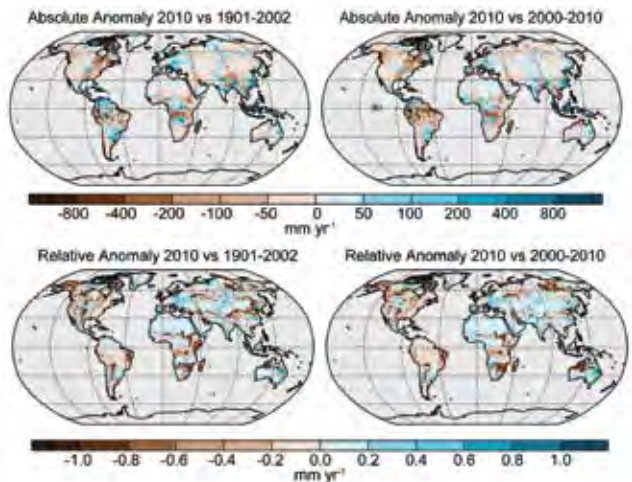 Absolute Anomaly 2010 vs 1901-2002 Absolute Anomaly 2010 vs 2000-2010
-800 -400 -200 -100 -50 0 50 100 200 400 800
mm yr⁻¹
Relative Anomaly 2010 vs 1901-2002 Relative Anomaly 2010 vs 2000-2010
-1.0 -0.8 -0.6 -0.4 -0.2 0.0 0.2 0.4 0.6 0.8 1.0
mm yr⁻¹